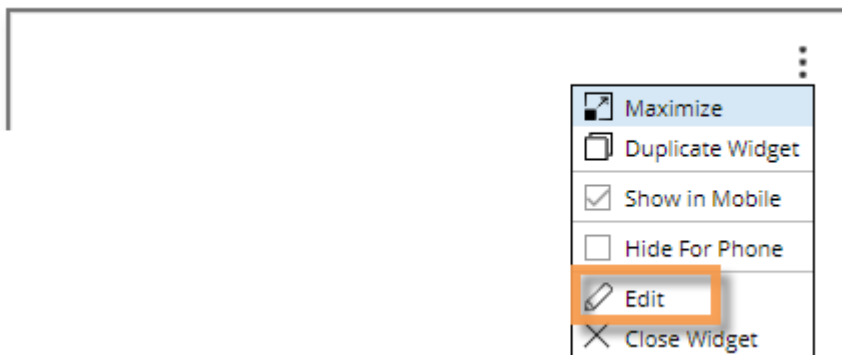 Maximize
Duplicate Widget
Show in Mobile
Hide For Phone
Edit
Close Widget